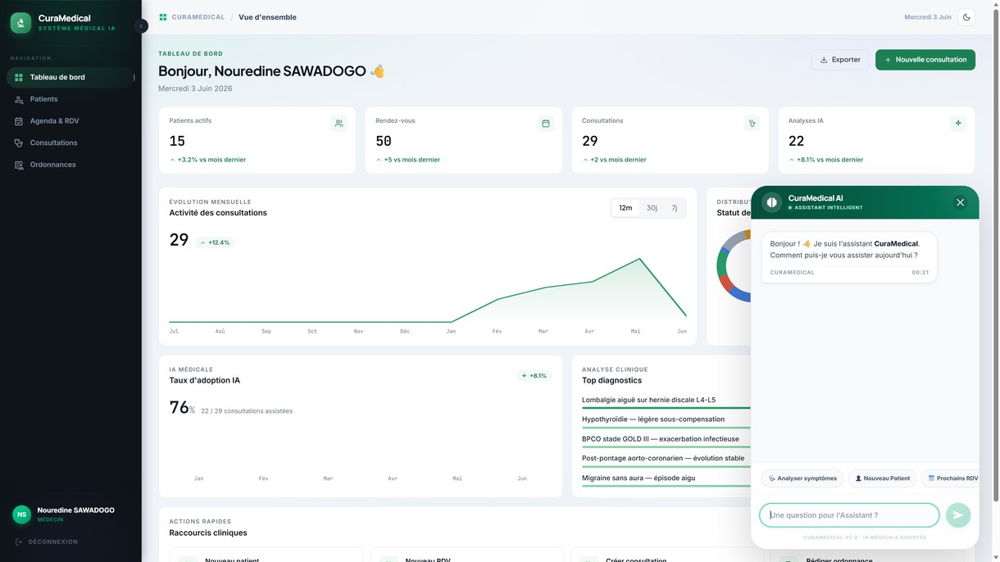 CuraMedical
SYSTÈME MÉDICAL IA
NAVIGATION
Tableau de bord
Patients
Agenda & RDV
Consultations
Ordonnances
NS
Nouredine SAWADOGO
MÉDECIN
DÉCONNEXION
CURAMEDICAL / Vue d'ensemble
Mercredi 3 Juin
TABLEAU DE BORD
Bonjour, Nouredine SAWADOGO 👋
Mercredi 3 Juin 2026
Exporter
+ Nouvelle consultation
Patients actifs
15
+3.2% vs mois dernier
Rendez-vous
50
+5 vs mois dernier
Consultations
29
+2 vs mois dernier
Analyses IA
22
+8.1% vs mois dernier
ÉVOLUTION MENSUELLE
Activité des consultations
12m 30j 7j
29 +12.4%
Jul Aoû Sep Oct Nov Déc Jan Fév Mar Avr Mai Jun
DISTRIBUT
Statut de
IA MÉDICALE
Taux d'adoption IA
+8.1%
76% 22 / 29 consultations assistées
Jan Fév Mar Avr Mai Jun
ANALYSE CLINIQUE
Top diagnostics
Lombalgie aiguë sur hernie discale L4-L5
Hypothyroïdie — légère sous-compensation
BPCO stade GOLD III — exacerbation infectieuse
Post-pontage aorto-coronarien — évolution stable
Migraine sans aura — épisode aigu
ACTIONS RAPIDES
Raccourcis cliniques
Nouveau patient
Nouveau RDV
Créer consultation
Rédiger ordonnance
CuraMedical AI
ASSISTANT INTELLIGENT
Bonjour ! 👋 Je suis l'assistant CuraMedical.
Comment puis-je vous assister aujourd'hui ?
CURAMEDICAL 00:21
🩺 Analyser symptômes
👤 Nouveau Patient
🗓️ Prochains RDV
Une question pour l'Assistant ?
CURAMEDICAL V2.0 · IA MÉDICALE ASSISTÉE